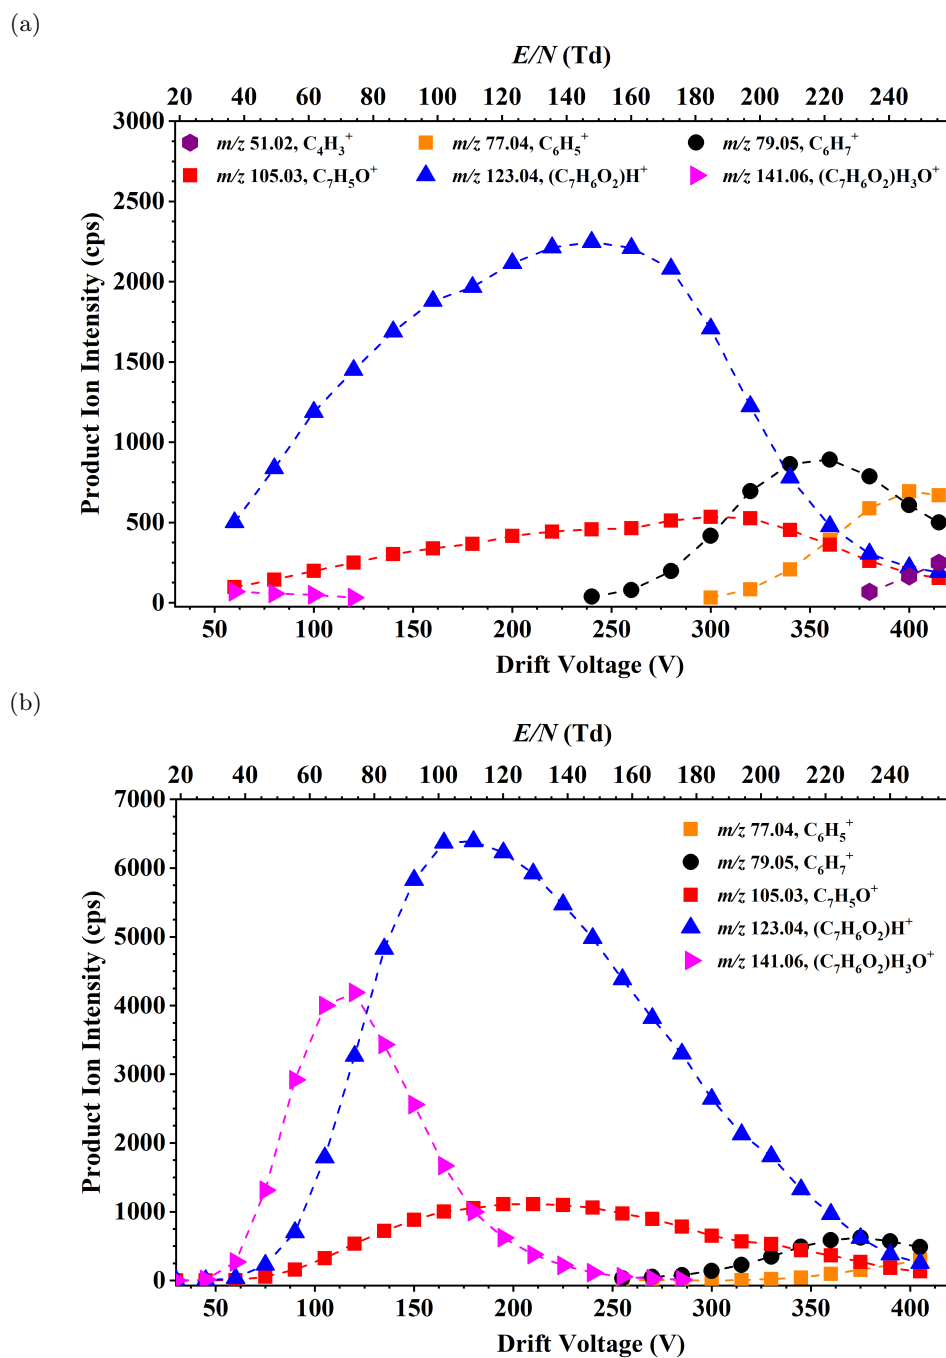 (a)
E/N (Td)
20 40 60 80 100 120 140 160 180 200 220 240
3000
m/z 51.02, C₄H₃⁺ m/z 77.04, C₆H₅⁺ m/z 79.05, C₆H₇⁺
m/z 105.03, C₇H₅O⁺ m/z 123.04, (C₇H₆O₂)H⁺ m/z 141.06, (C₇H₆O₂)H₃O⁺
2500
2000
1500
1000
500
0
Product Ion Intensity (cps)
50 100 150 200 250 300 350 400
Drift Voltage (V)
(b)
E/N (Td)
20 40 60 80 100 120 140 160 180 200 220 240
7000
6000
5000
4000
3000
2000
1000
0
Product Ion Intensity (cps)
m/z 77.04, C₆H₅⁺
m/z 79.05, C₆H₇⁺
m/z 105.03, C₇H₅O⁺
m/z 123.04, (C₇H₆O₂)H⁺
m/z 141.06, (C₇H₆O₂)H₃O⁺
50 100 150 200 250 300 350 400
Drift Voltage (V)